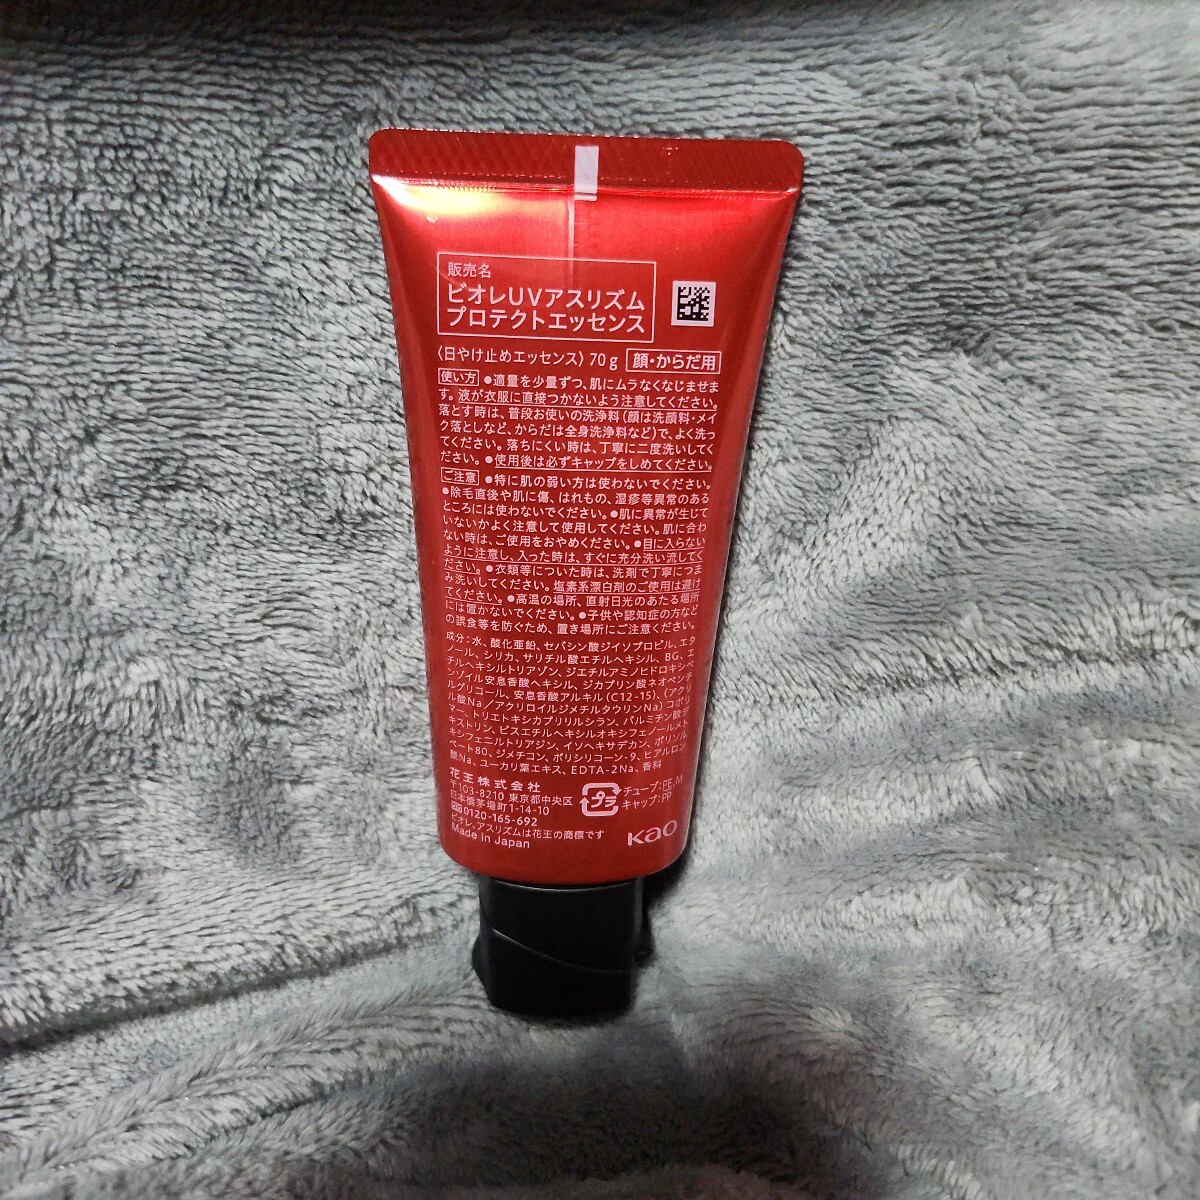 販売名
ビオレUVアスリズム
プロテクトエッセンス
〈日やけ止めエッセンス〉70g 顔・からだ用
使い方 ●適量を少量ずつ、肌にムラなくなじませま
す。液が衣服に直接つかないよう注意してください。
落とす時は、普段お使いの洗浄料(顔は洗顔料・メイ
ク落としなど、からだは全身洗浄料など)で、よく洗っ
てください。落ちにくい時は、丁寧に二度洗いしてく
ださい。●使用後は必ずキャップをしめてください。
ご注意 ●特に肌の弱い方は使わないでください。
●除毛直後や肌に傷、はれもの、湿疹等異常のある
ところには使わないでください。●肌に異常が生じて
いないかよく注意して使用してください。肌に合わ
ない時は、ご使用をおやめください。●目に入らない
ように注意し、入った時は、すぐに充分洗い流してく
ださい。●衣類等についた時は、洗剤で丁寧につま
み洗いしてください。塩素系漂白剤のご使用は避け
てください。●高温の場所、直射日光のあたる場所
には置かないでください。●子供や認知症の方など
の誤食等を防ぐため、置き場所にご注意ください。
成分:水、酸化亜鉛、セバシン酸ジイソプロピル、エタ
ノール、シリカ、サリチル酸エチルヘキシル、BG、エ
チルヘキシルトリアゾン、ジエチルアミノヒドロキシベ
ンゾイル安息香酸ヘキシル、ジカプリン酸ネオペンチ
ルグリコール、安息香酸アルキル(C12-15)、(アクリ
ル酸Na/アクリロイルジメチルタウリンNa)コポリ
マー、トリエトキシカプリリルシラン、パルミチン酸デ
キストリン、ビスエチルヘキシルオキシフェノールメト
キシフェニルトリアジン、イソヘキサデカン、ポリソル
ベート80、ジメチコン、ポリシリコーン-9、ヒアルロン
酸Na、ユーカリ葉エキス、EDTA-2Na、香料
花王株式会社
〒103-8210 東京都中央区
日本橋茅場町1-14-10
0120-165-692
ビオレ、アスリズムは花王の商標です
Made in Japan
プラ
チューブ:PE,M
キャップ:PP
Kao